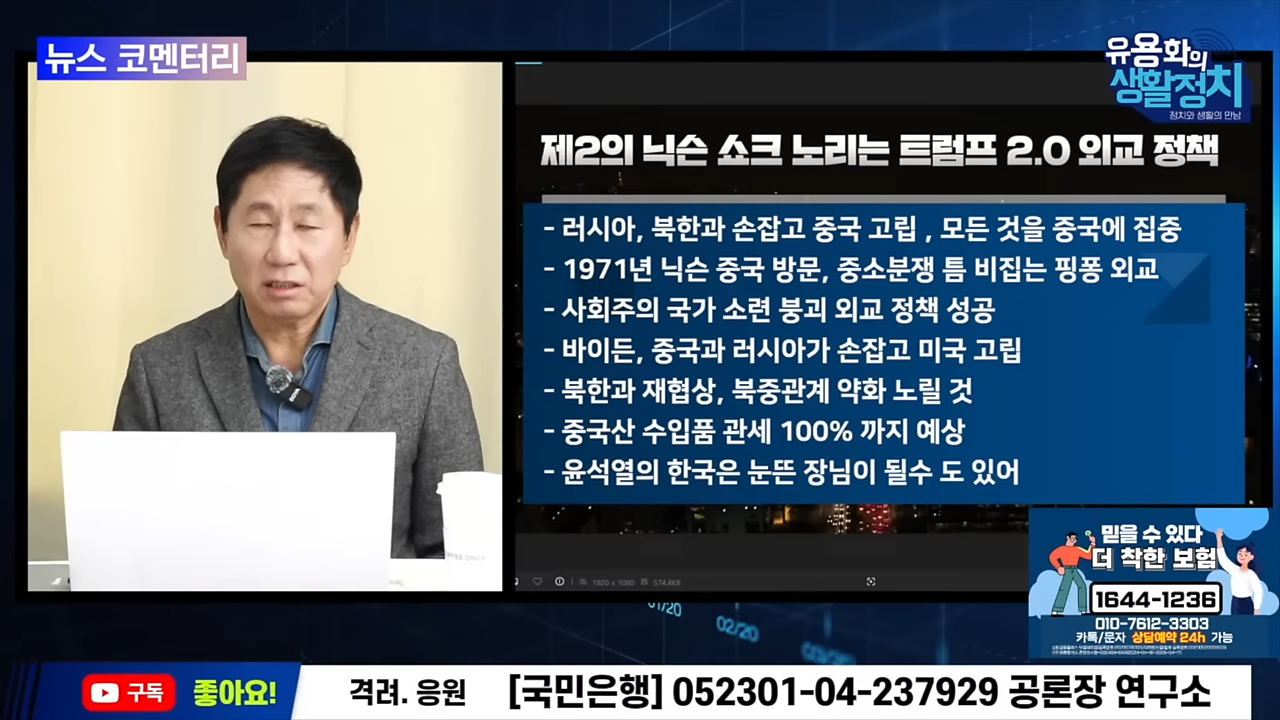 뉴스 코멘터리
유용화의
생활정치
정치와 생활의 만남
제2의 닉슨 쇼크 노리는 트럼프 2.0 외교 정책
- 러시아, 북한과 손잡고 중국 고립 , 모든 것을 중국에 집중
- 1971년 닉슨 중국 방문, 중소분쟁 틈 비집는 핑퐁 외교
- 사회주의 국가 소련 붕괴 외교 정책 성공
- 바이든, 중국과 러시아가 손잡고 미국 고립
- 북한과 재협상, 북중관계 약화 노릴 것
- 중국산 수입품 관세 100% 까지 예상
- 윤석열의 한국은 눈뜬 장님이 될수 도 있어
1920 x 1080 574.4KB
믿을 수 있다
더 착한 보험
1644-1236
010-7612-3303
카톡/문자 상담예약 24h 가능
01/20
02/20
구독 좋아요! 격려. 응원 [국민은행] 052301-04-237929 공론장 연구소